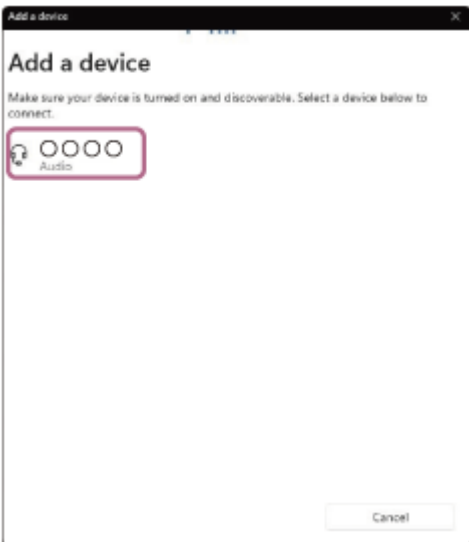 Add a device
Add a device
Make sure your device is turned on and discoverable. Select a device below to
connect.
○○○○
Audio
Cancel